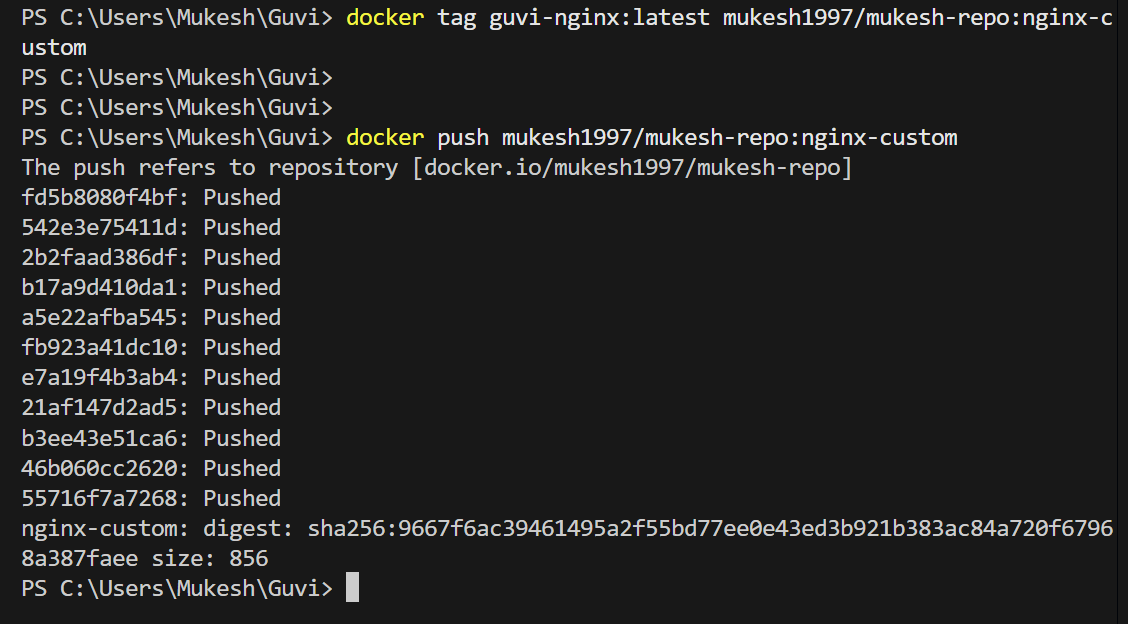 PS C:\Users\Mukesh\Guvi> docker tag guvi-nginx:latest mukesh1997/mukesh-repo:nginx-c
ustom
PS C:\Users\Mukesh\Guvi>
PS C:\Users\Mukesh\Guvi>
PS C:\Users\Mukesh\Guvi> docker push mukesh1997/mukesh-repo:nginx-custom
The push refers to repository [docker.io/mukesh1997/mukesh-repo]
fd5b8080f4bf: Pushed
542e3e75411d: Pushed
2b2faad386df: Pushed
b17a9d410da1: Pushed
a5e22afba545: Pushed
fb923a41dc10: Pushed
e7a19f4b3ab4: Pushed
21af147d2ad5: Pushed
b3ee43e51ca6: Pushed
46b060cc2620: Pushed
55716f7a7268: Pushed
nginx-custom: digest: sha256:9667f6ac39461495a2f55bd77ee0e43ed3b921b383ac84a720f6796
8a387faee size: 856
PS C:\Users\Mukesh\Guvi>